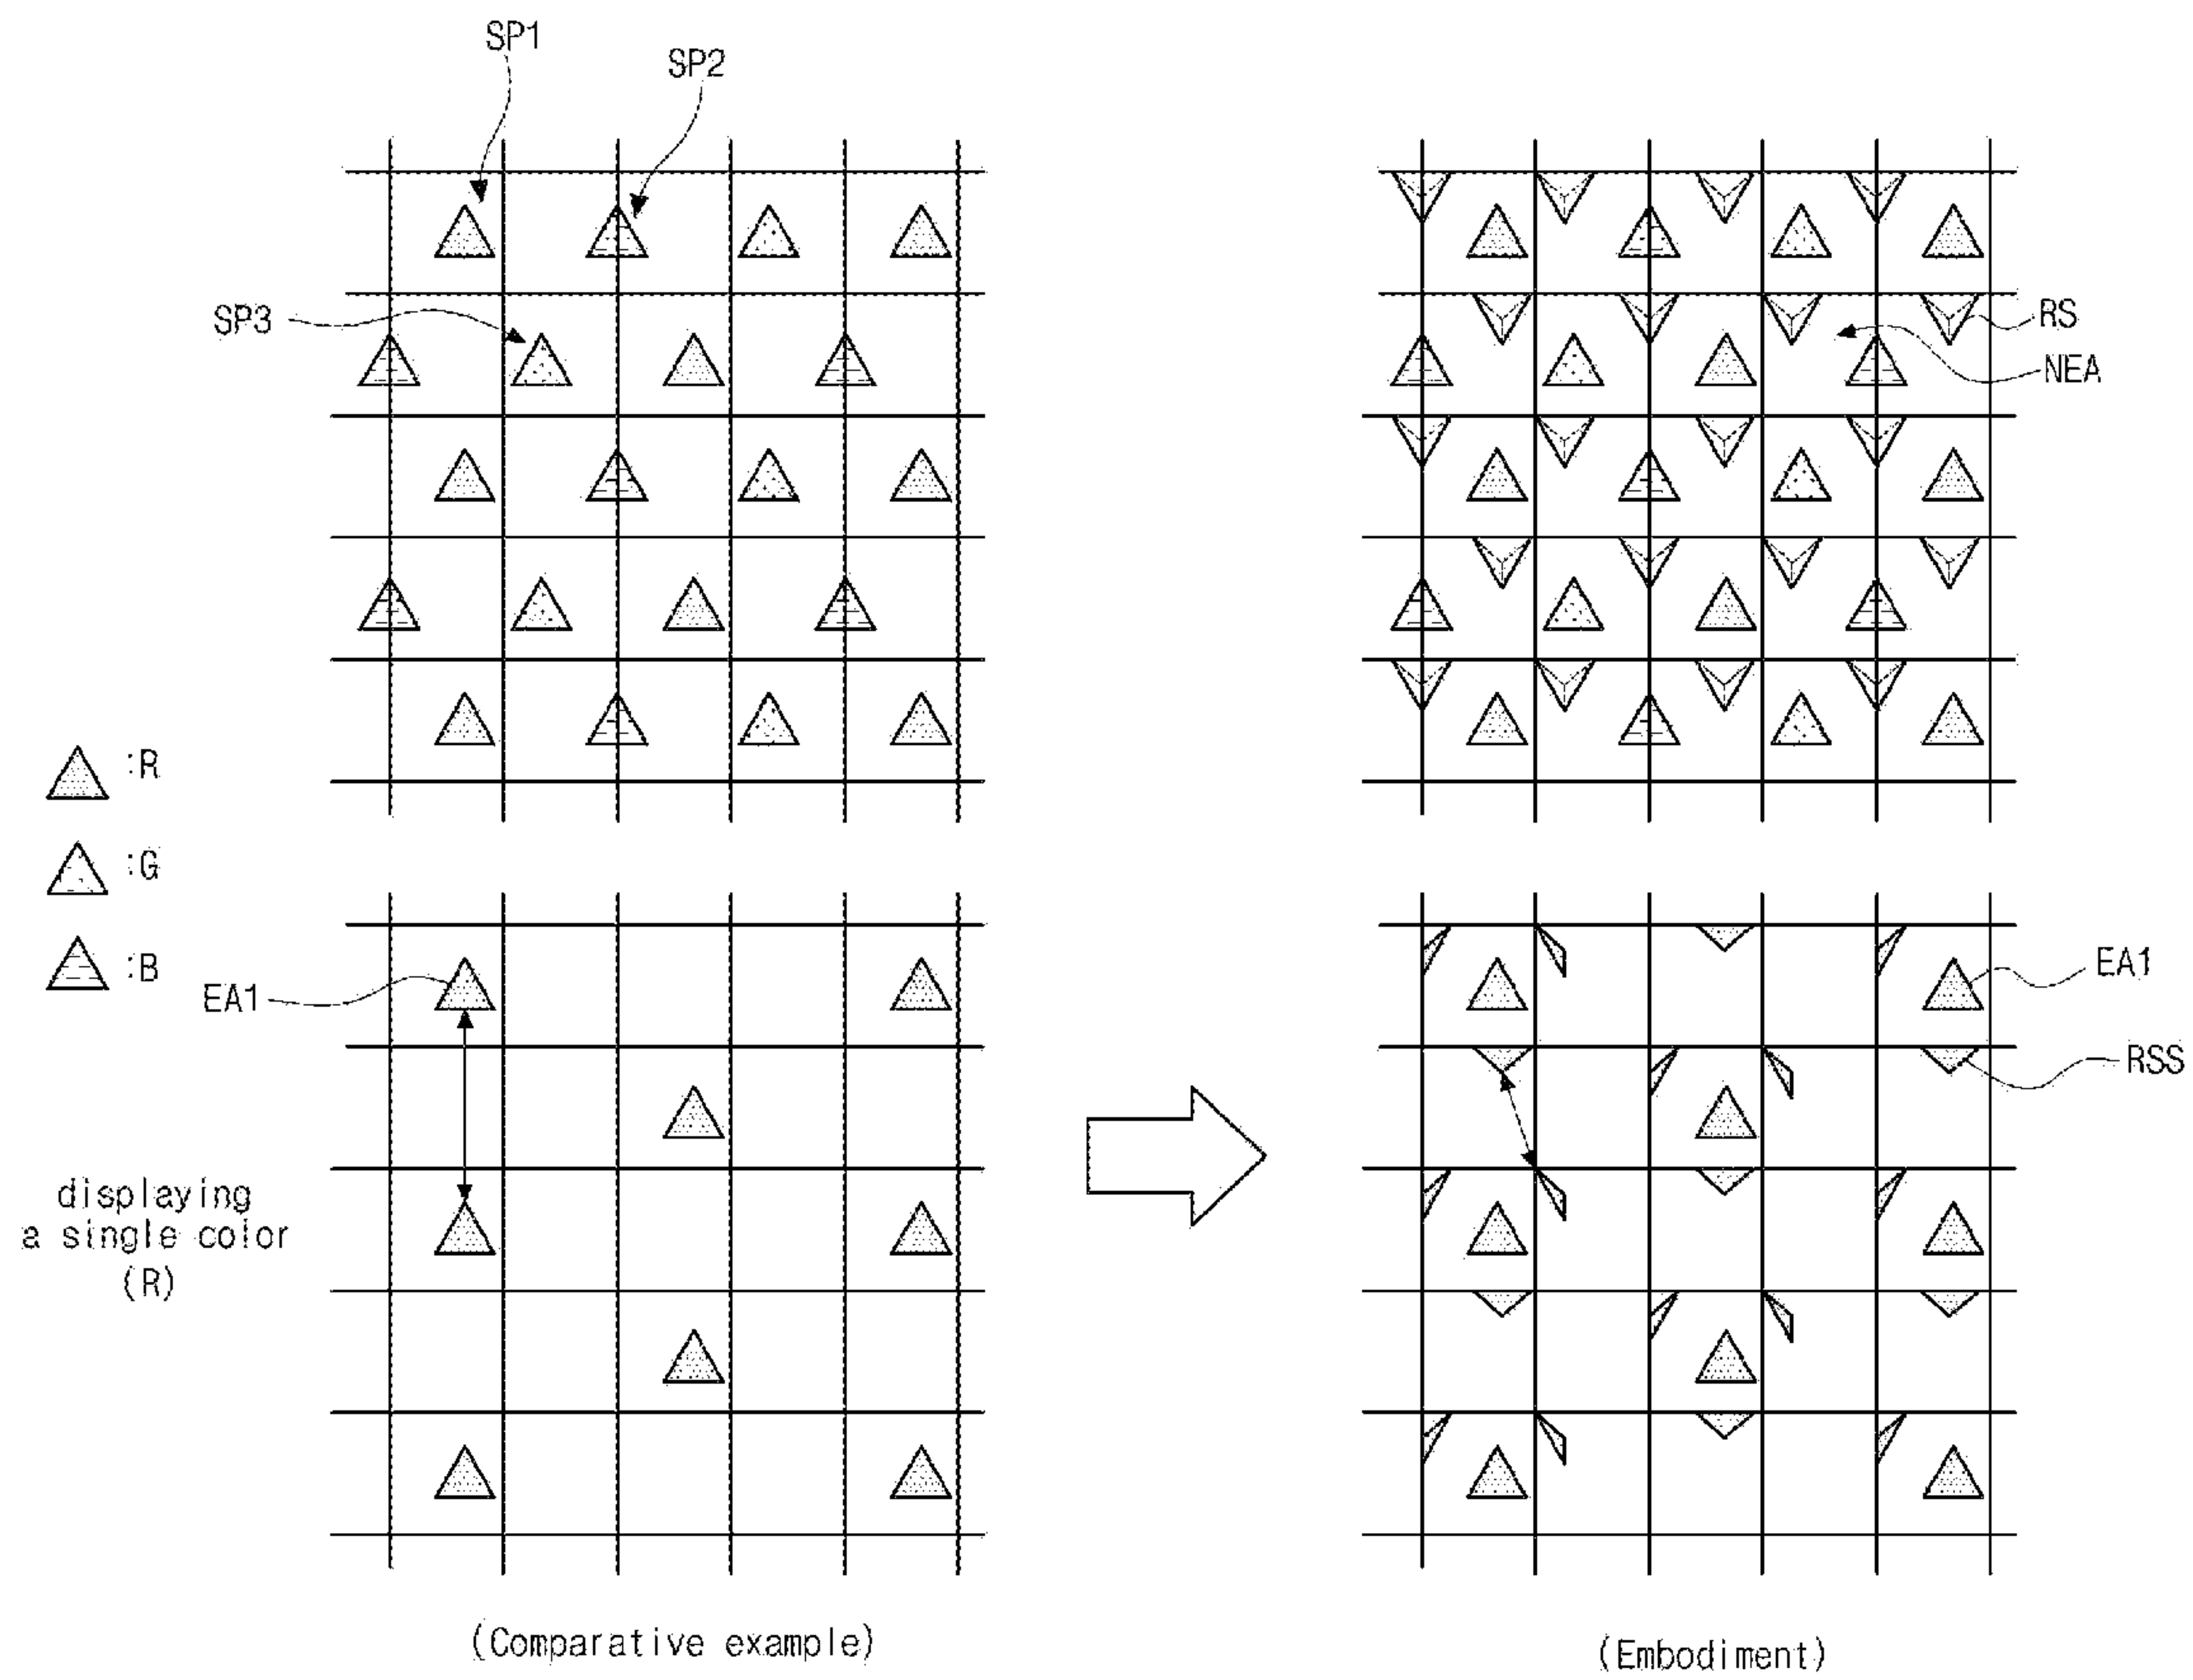 SP1
SP2
SP3
RS
NEA
:R
:G
:B
EA1
EA1
RSS
displaying
a single color
(R)
(Comparative example)
(Embodiment)